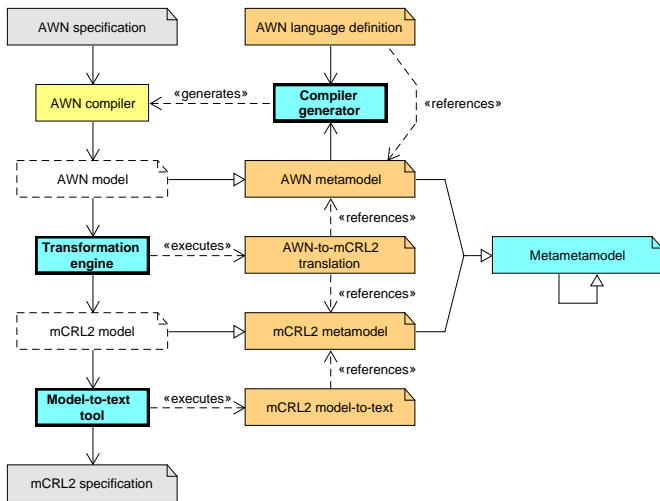 AWN specification
AWN language definition
AWN compiler
«generates»
Compiler
generator
«references»
AWN model
AWN metamodel
«references»
Transformation
engine
«executes»
AWN-to-mCRL2
translation
Metametamodel
«references»
mCRL2 model
mCRL2 metamodel
«references»
Model-to-text
tool
«executes»
mCRL2 model-to-text
mCRL2 specification